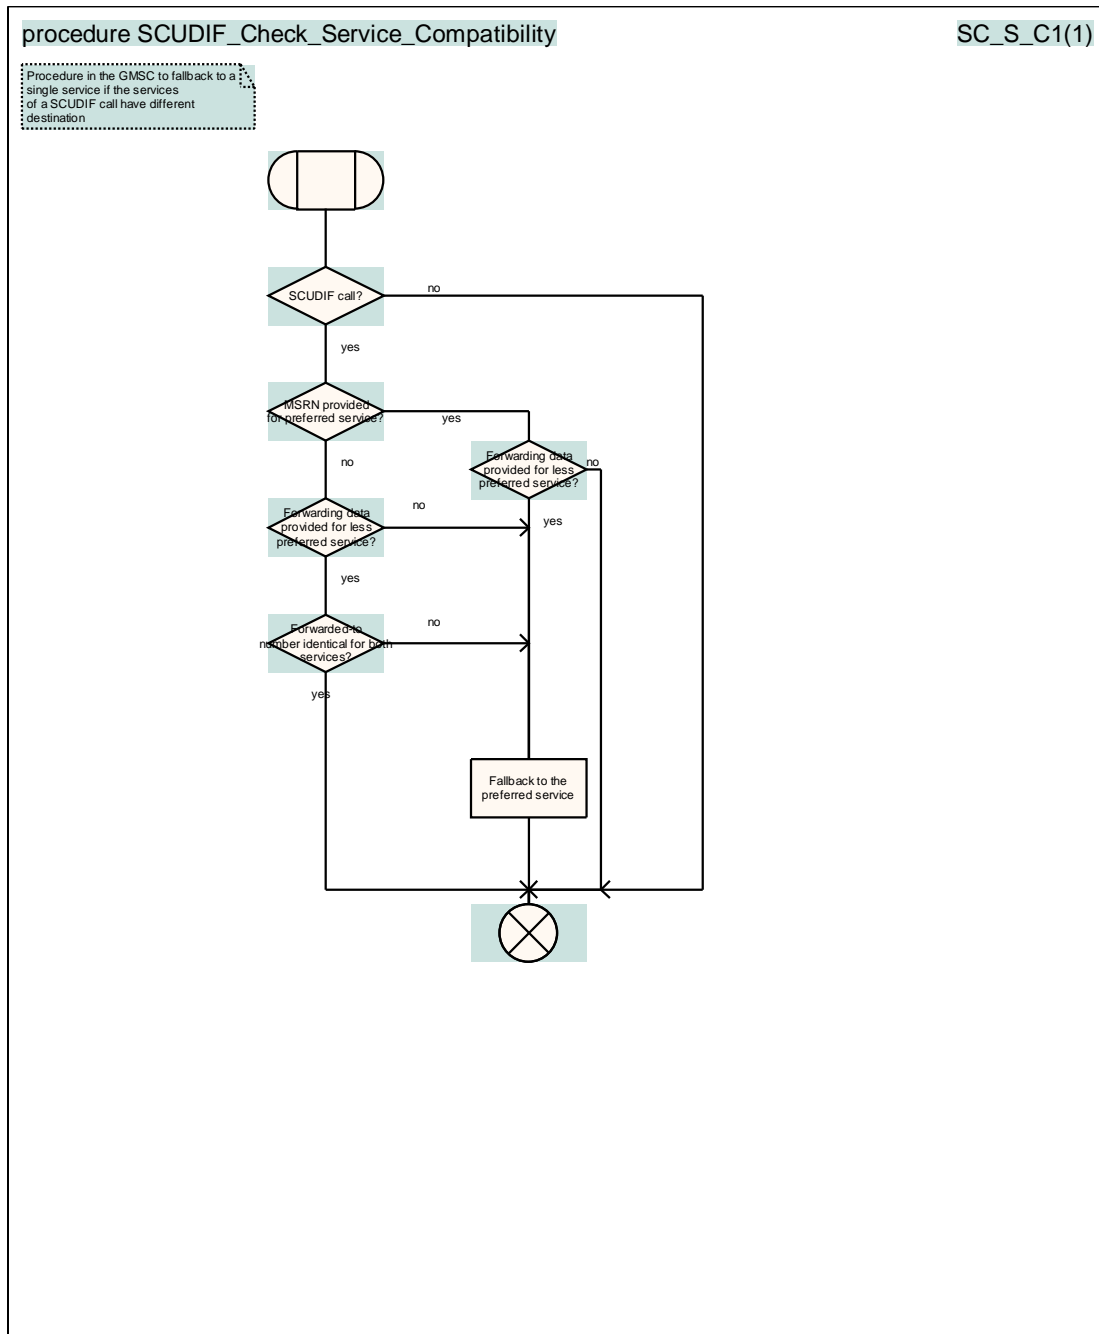 procedure SCUDIF_Check_Service_Compatibility
SC_S_C1(1)
Procedure in the GMSC to fallback to a
single service if the services
of a SCUDIF call have different
destination
SCUDIF call?
no
yes
MSRN provided
for preferred service?
yes
no
Forwarding data
provided for less
preferred service?
no
yes
Forwarding data
provided for less
preferred service?
no
yes
Forwarded-to
number identical for both
services?
no
yes
Fallback to the
preferred service